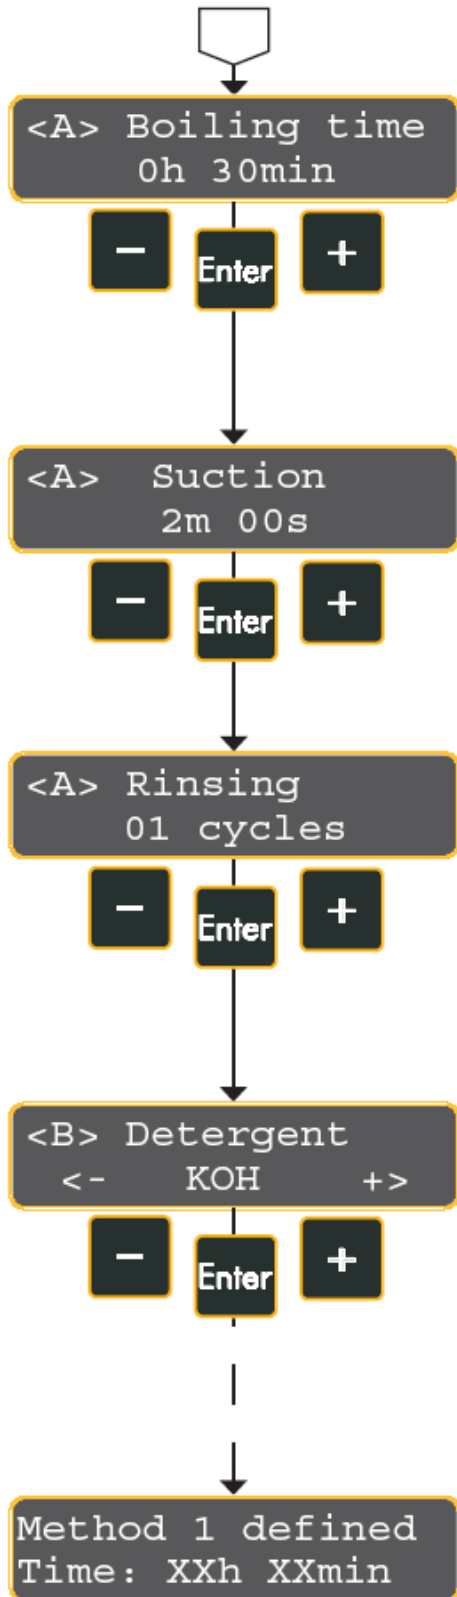 <A> Boiling time
0h 30min
- Enter +
<A> Suction
2m 00s
- Enter +
<A> Rinsing
01 cycles
- Enter +
<B> Detergent
<- KOH +>
- Enter +
Method 1 defined
Time: XXh XXmin